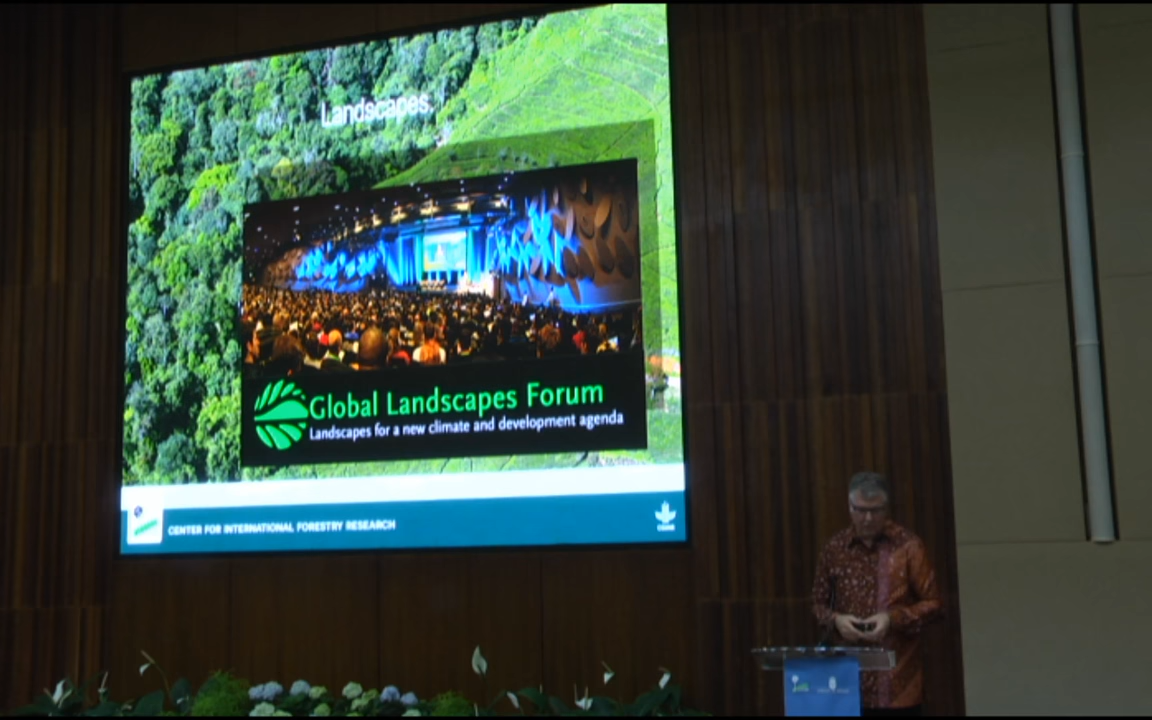 Landscapes.
Global Landscapes Forum
Landscapes for a new climate and development agenda
CENTER FOR INTERNATIONAL FORESTRY RESEARCH